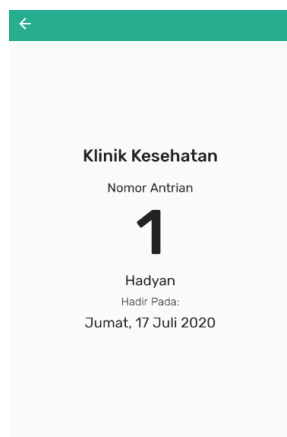 Klinik Kesehatan
Nomor Antrian
1
Hadyan
Hadir Pada:
Jumat, 17 Juli 2020